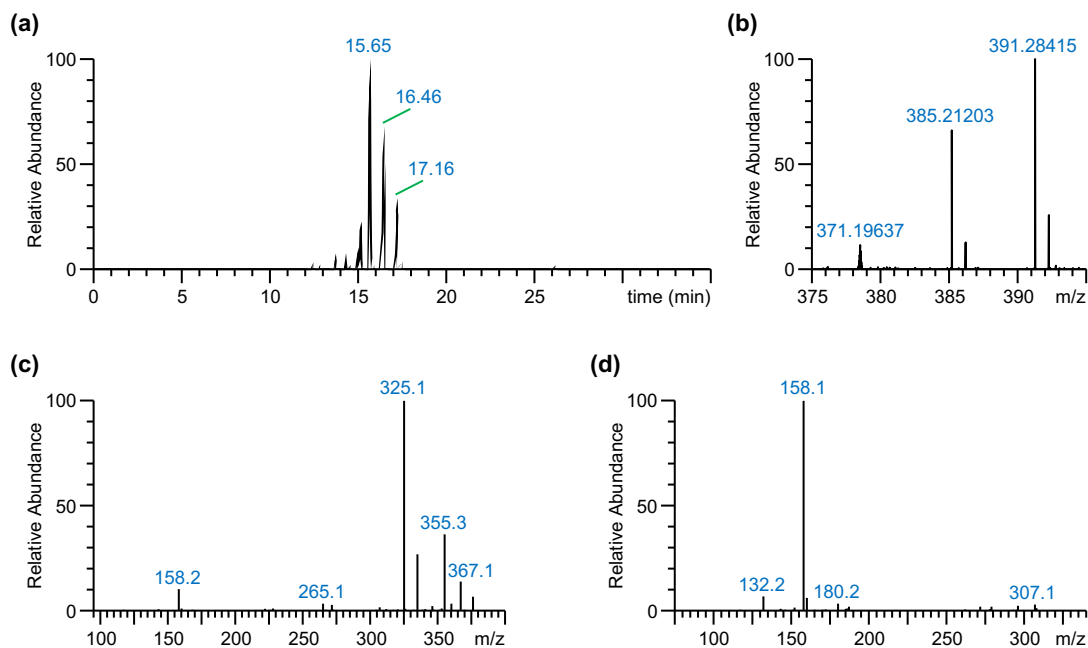 (a)
Relative Abundance
100
50
0
15.65
16.46
17.16
0 5 10 15 20 25 time (min)
(b)
Relative Abundance
100
50
0
391.28415
385.21203
371.19637
375 380 385 390 m/z
(c)
Relative Abundance
100
50
0
325.1
355.3
367.1
158.2
265.1
100 150 200 250 300 350 m/z
(d)
Relative Abundance
100
50
0
158.1
132.2
180.2
307.1
100 150 200 250 300 m/z